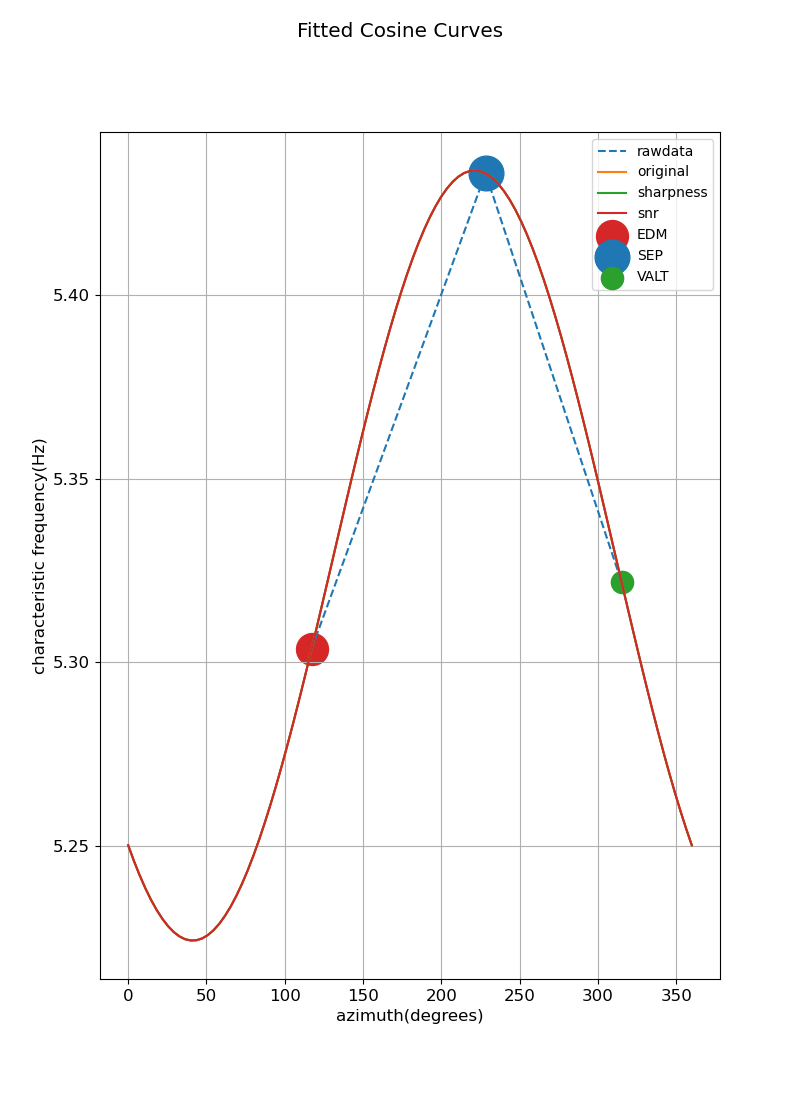 Fitted Cosine Curves
rawdata
original
sharpness
snr
EDM
SEP
VALT
5.40
5.35
5.30
5.25
characteristic frequency(Hz)
0 50 100 150 200 250 300 350
azimuth(degrees)